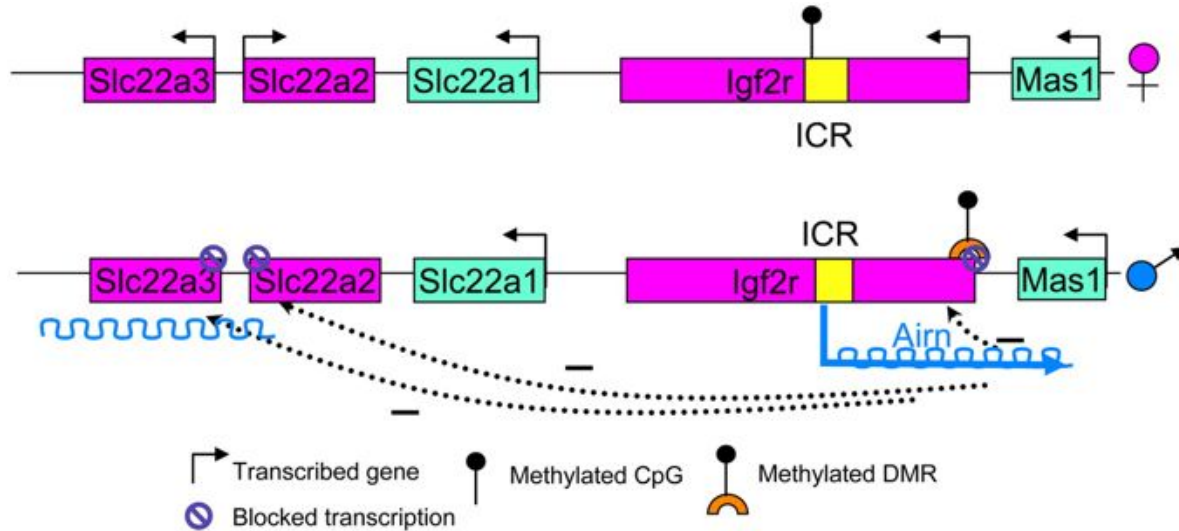 Slc22a3 Slc22a2 Slc22a1 Igf2r Mas1
ICR
ICR
Slc22a3 Slc22a2 Slc22a1 Igf2r Mas1
Airn
Transcribed gene Methylated CpG Methylated DMR
Blocked transcription